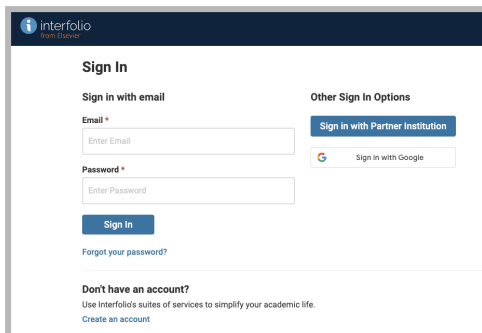 interfolio
from Elsevier
Sign In
Sign in with email
Email *
Enter Email
Password *
Enter Password
Sign In
Forgot your password?
Other Sign In Options
Sign in with Partner Institution
Sign in with Google
Don't have an account?
Use Interfolio's suites of services to simplify your academic life.
Create an account